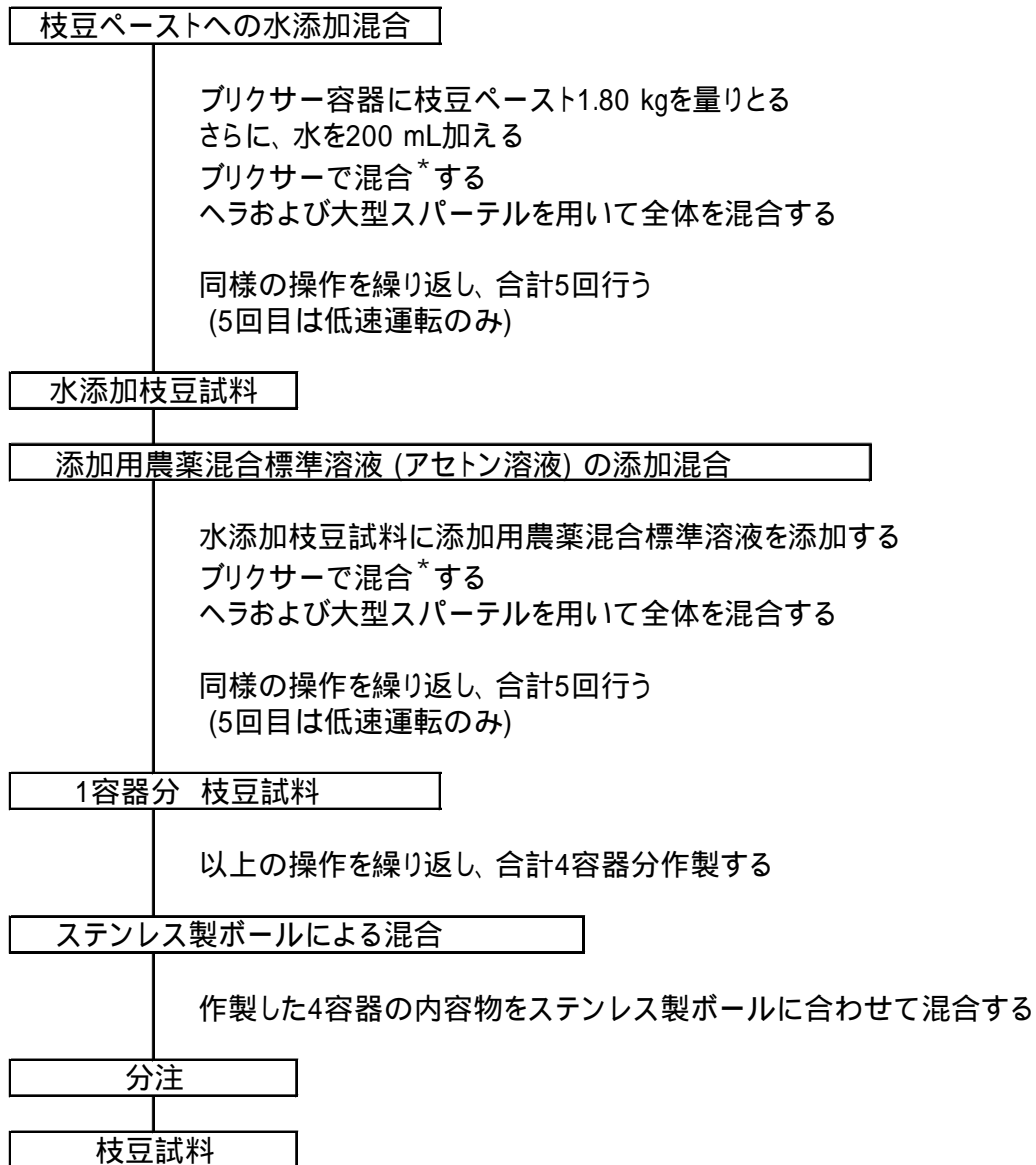 枝豆ペーストへの水添加混合
ブリクサー容器に枝豆ペースト1.80 kgを量りとる
さらに、水を200 mL加える
ブリクサーで混合*する
ヘラおよび大型スパーテルを用いて全体を混合する
同様の操作を繰り返し、合計5回行う
(5回目は低速運転のみ)
水添加枝豆試料
添加用農薬混合標準溶液 (アセトン溶液) の添加混合
水添加枝豆試料に添加用農薬混合標準溶液を添加する
ブリクサーで混合*する
ヘラおよび大型スパーテルを用いて全体を混合する
同様の操作を繰り返し、合計5回行う
(5回目は低速運転のみ)
1容器分 枝豆試料
以上の操作を繰り返し、合計4容器分作製する
ステンレス製ボールによる混合
作製した4容器の内容物をステンレス製ボールに合わせて混合する
分注
枝豆試料